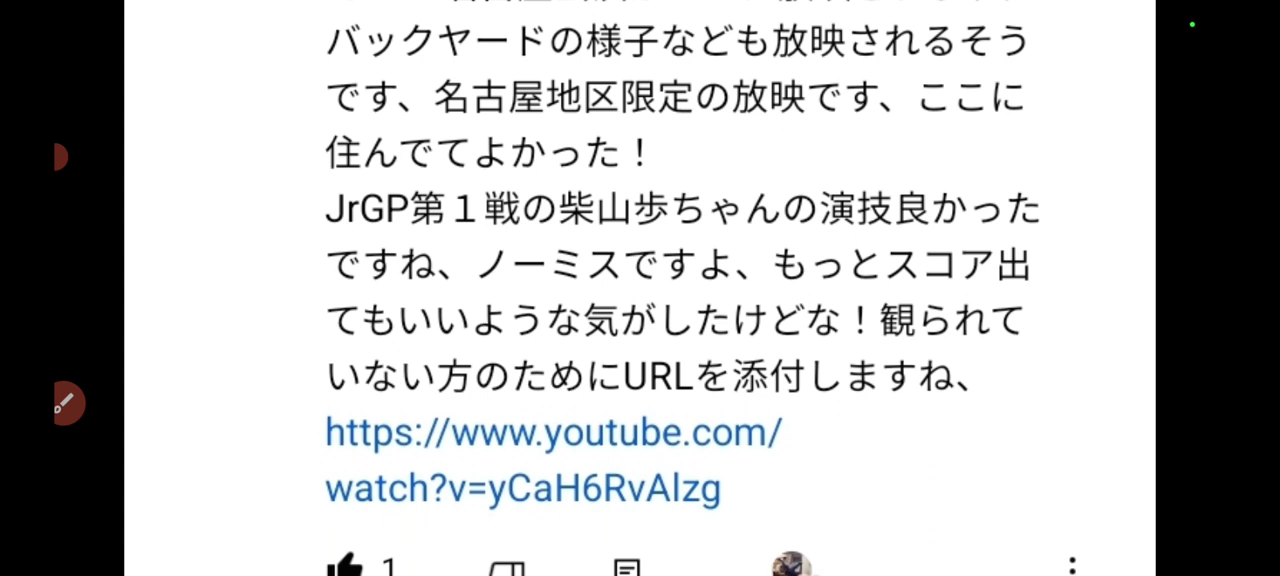 バックヤードの様子なども放映されるそう
です、名古屋地区限定の放映です、ここに
住んでてよかった！
JrGP第１戦の柴山歩ちゃんの演技良かった
ですね、ノーミスですよ、もっとスコア出
てもいいような気がしたけどな！観られて
いない方のためにURLを添付しますね、
https://www.youtube.com/
watch?v=yCaH6RvAlzg
1